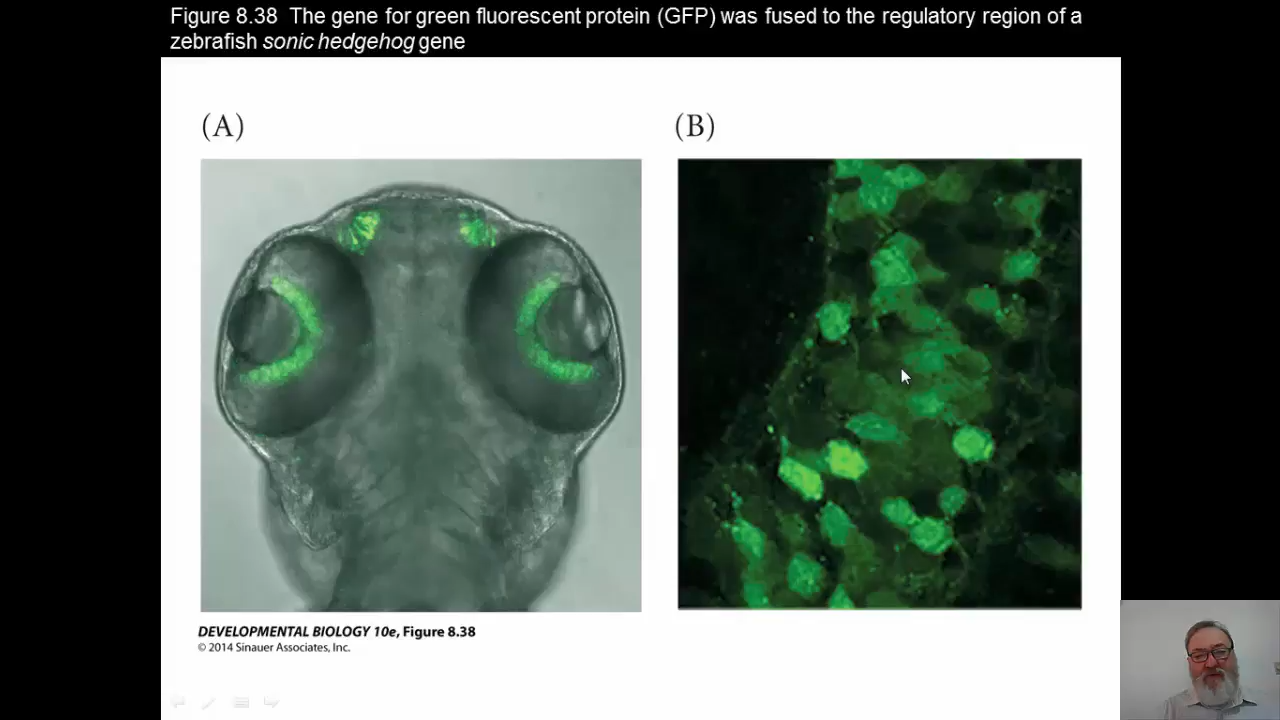 Figure 8.38 The gene for green fluorescent protein (GFP) was fused to the regulatory region of a
zebrafish sonic hedgehog gene
(A)
(B)
DEVELOPMENTAL BIOLOGY 10e, Figure 8.38
© 2014 Sinauer Associates, Inc.